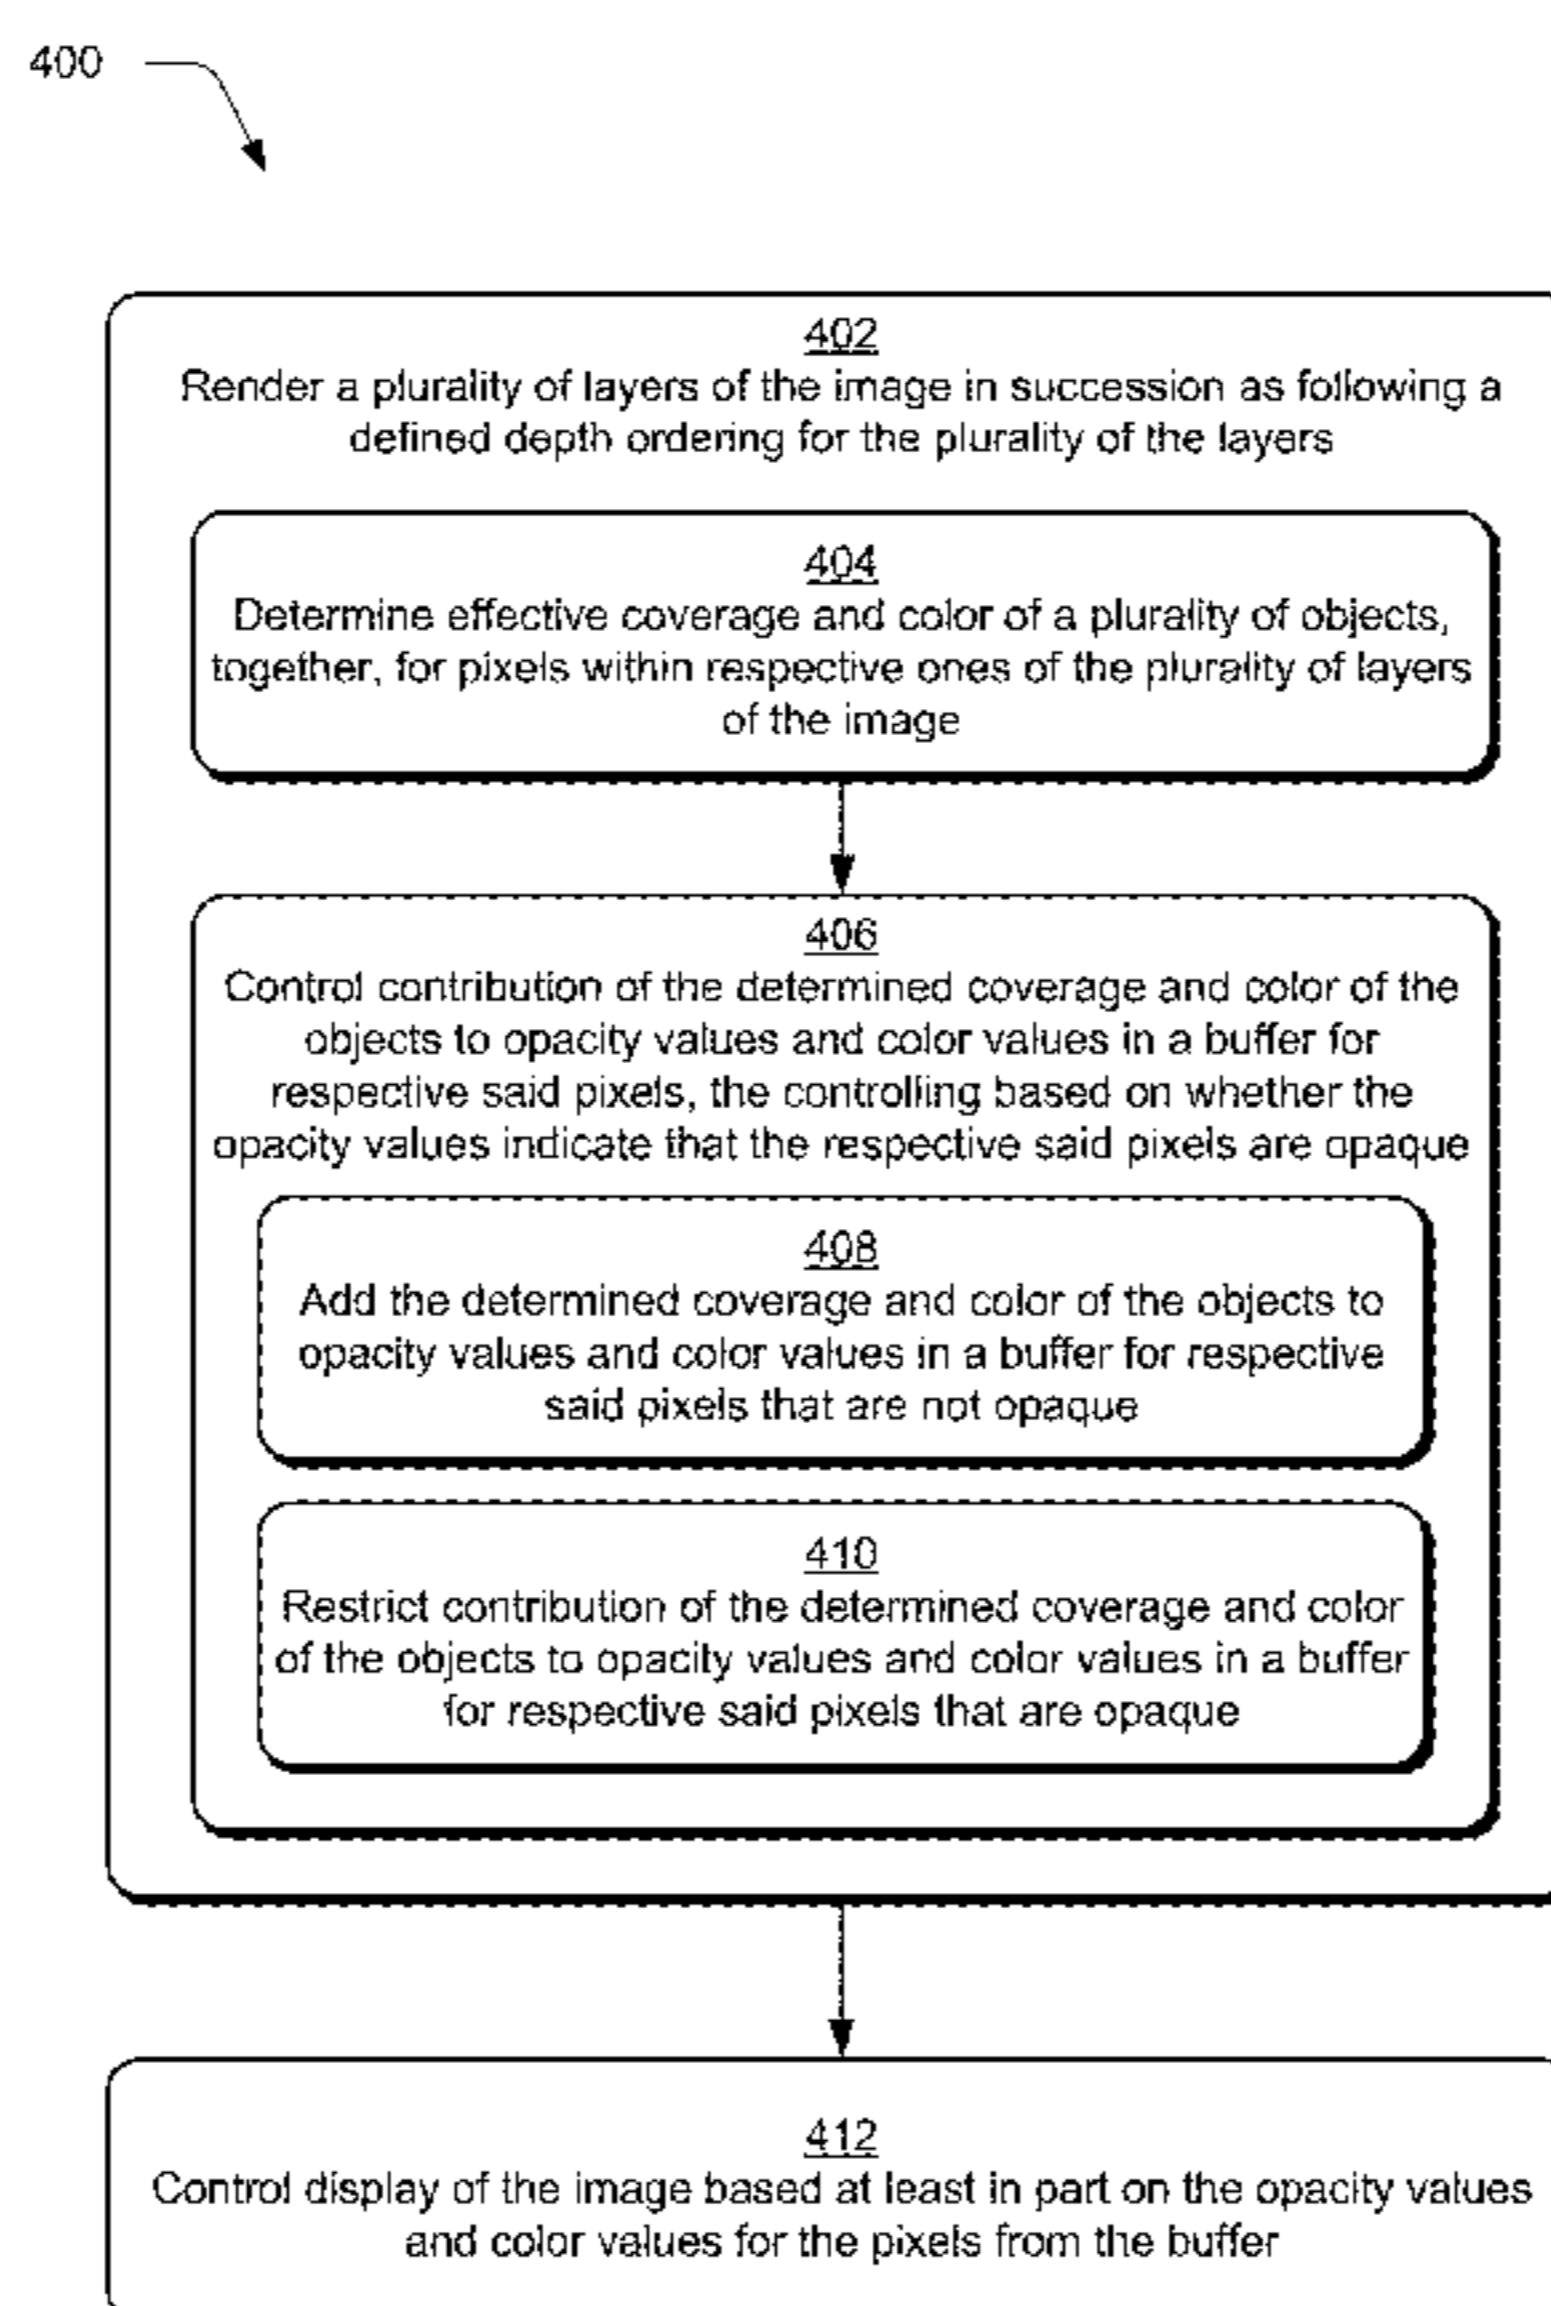 400
402
Render a plurality of layers of the image in succession as following a
defined depth ordering for the plurality of the layers
404
Determine effective coverage and color of a plurality of objects,
together, for pixels within respective ones of the plurality of layers
of the image
406
Control contribution of the determined coverage and color of the
objects to opacity values and color values in a buffer for
respective said pixels, the controlling based on whether the
opacity values indicate that the respective said pixels are opaque
408
Add the determined coverage and color of the objects to
opacity values and color values in a buffer for respective
said pixels that are not opaque
410
Restrict contribution of the determined coverage and color
of the objects to opacity values and color values in a buffer
for respective said pixels that are opaque
412
Control display of the image based at least in part on the opacity values
and color values for the pixels from the buffer